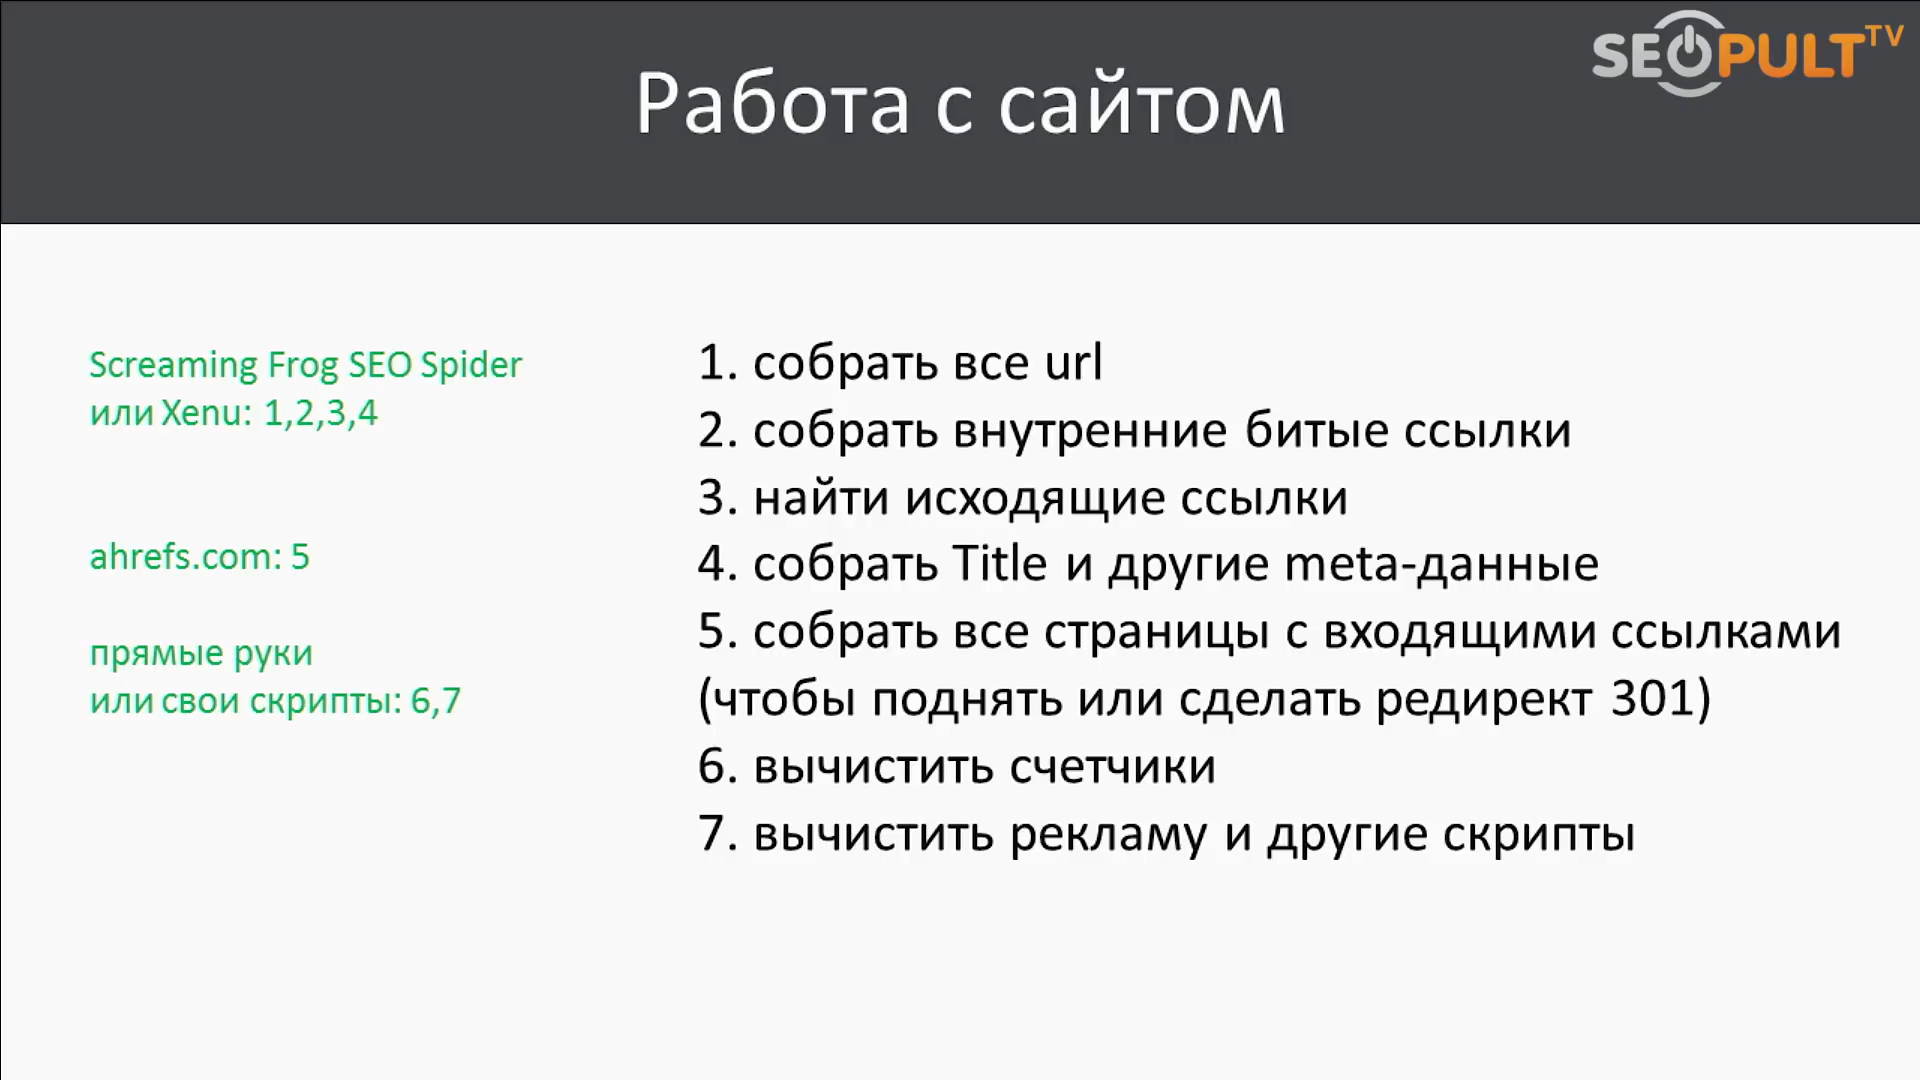 SEOPULT TV
Работа с сайтом
Screaming Frog SEO Spider
или Xenu: 1,2,3,4
ahrefs.com: 5
прямые руки
или свои скрипты: 6,7
1. собрать все url
2. собрать внутренние битые ссылки
3. найти исходящие ссылки
4. собрать Title и другие meta-данные
5. собрать все страницы с входящими ссылками
(чтобы поднять или сделать редирект 301)
6. вычистить счетчики
7. вычистить рекламу и другие скрипты